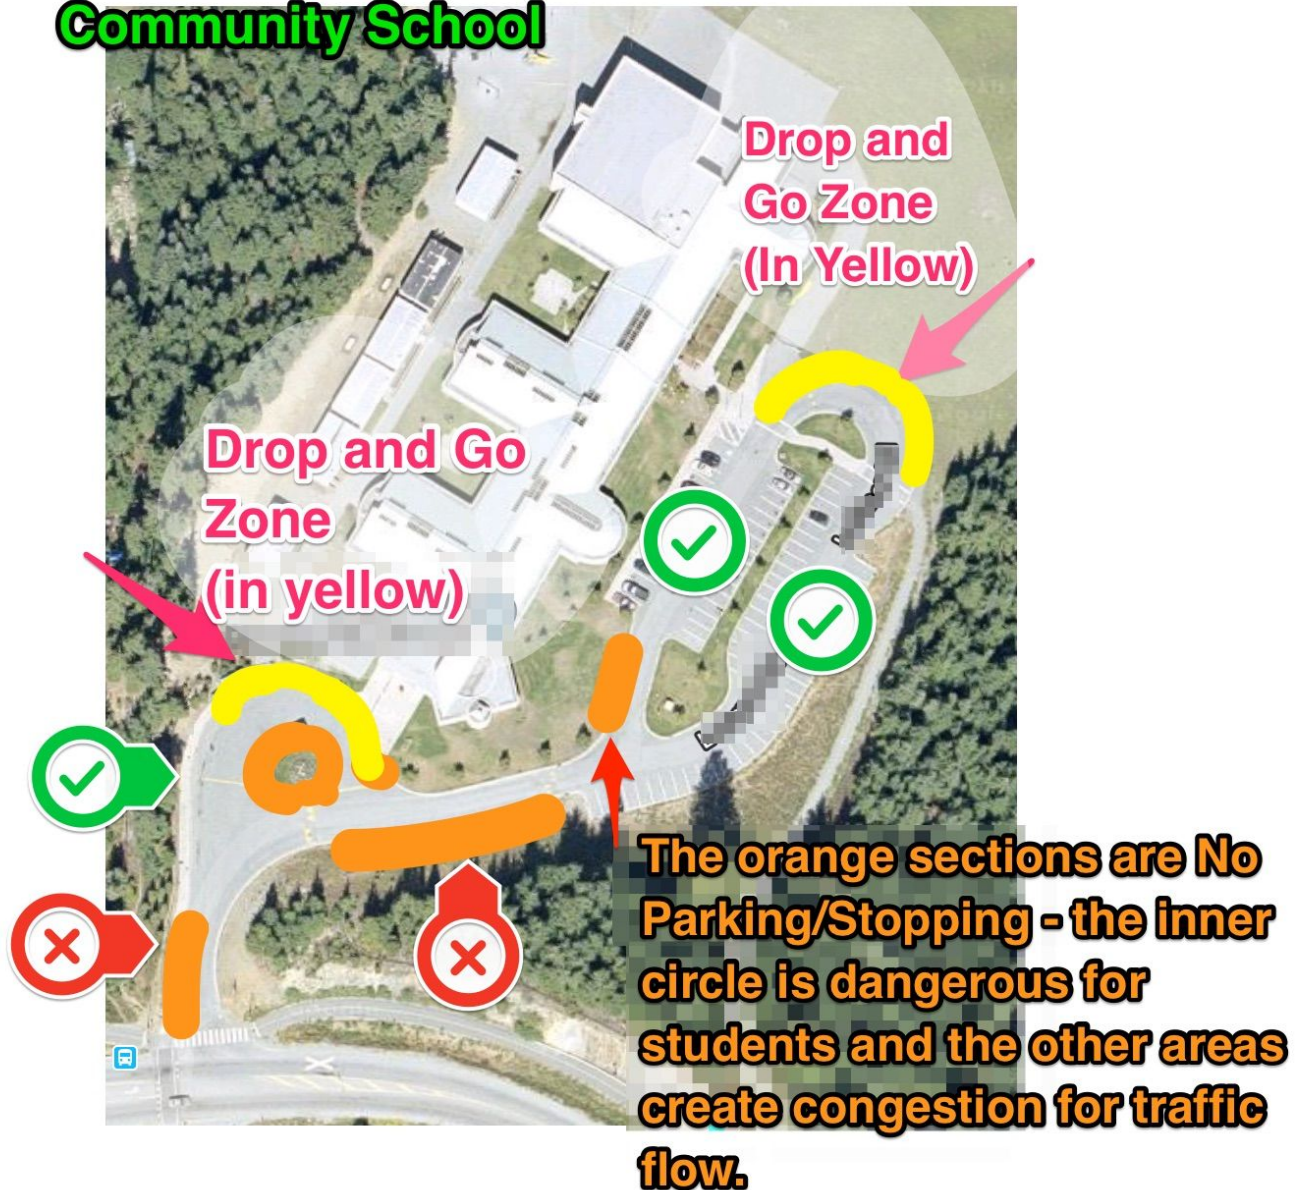 Community School
Drop and
Go Zone
(In Yellow)
Drop and Go
Zone
(in yellow)
The orange sections are No
Parking/Stopping - the inner
circle is dangerous for
students and the other areas
create congestion for traffic
flow.